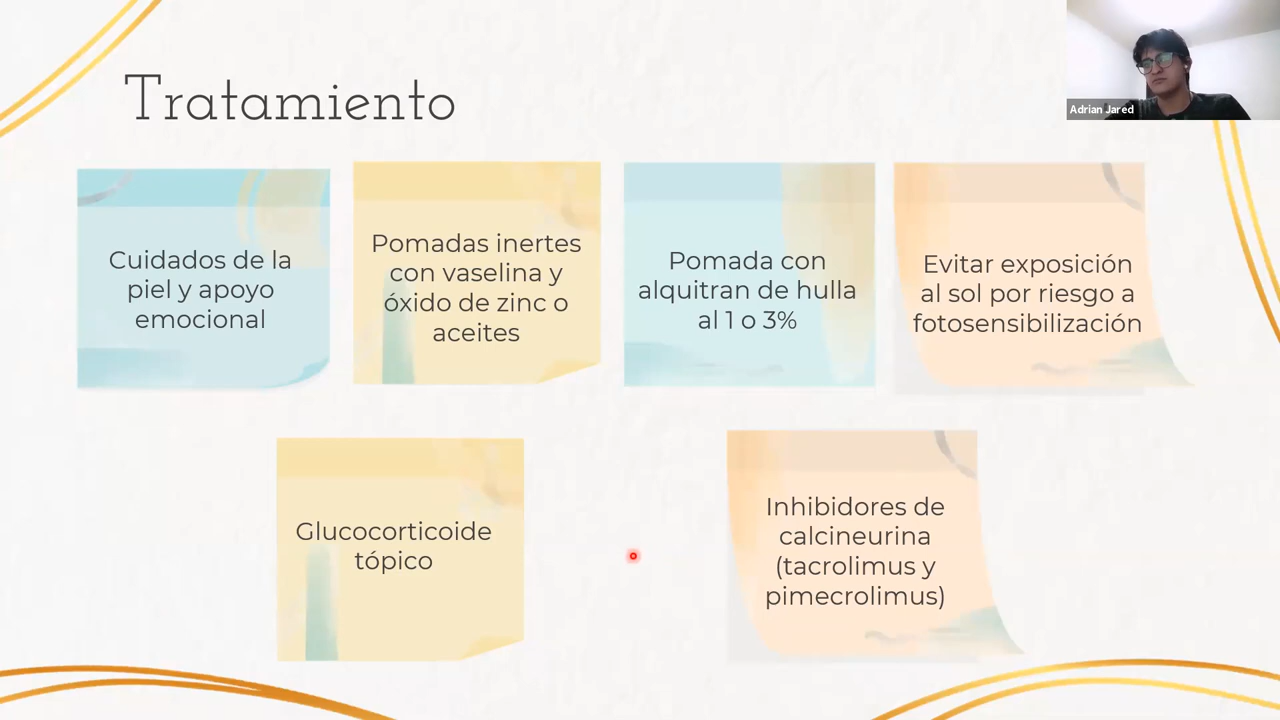 Tratamiento
Adrian Jared
Cuidados de la
piel y apoyo
emocional
Pomadas inertes
con vaselina y
óxido de zinc o
aceites
Pomada con
alquitran de hulla
al 1 o 3%
Evitar exposición
al sol por riesgo a
fotosensibilización
Glucocorticoide
tópico
Inhibidores de
calcineurina
(tacrolimus y
pimecrolimus)